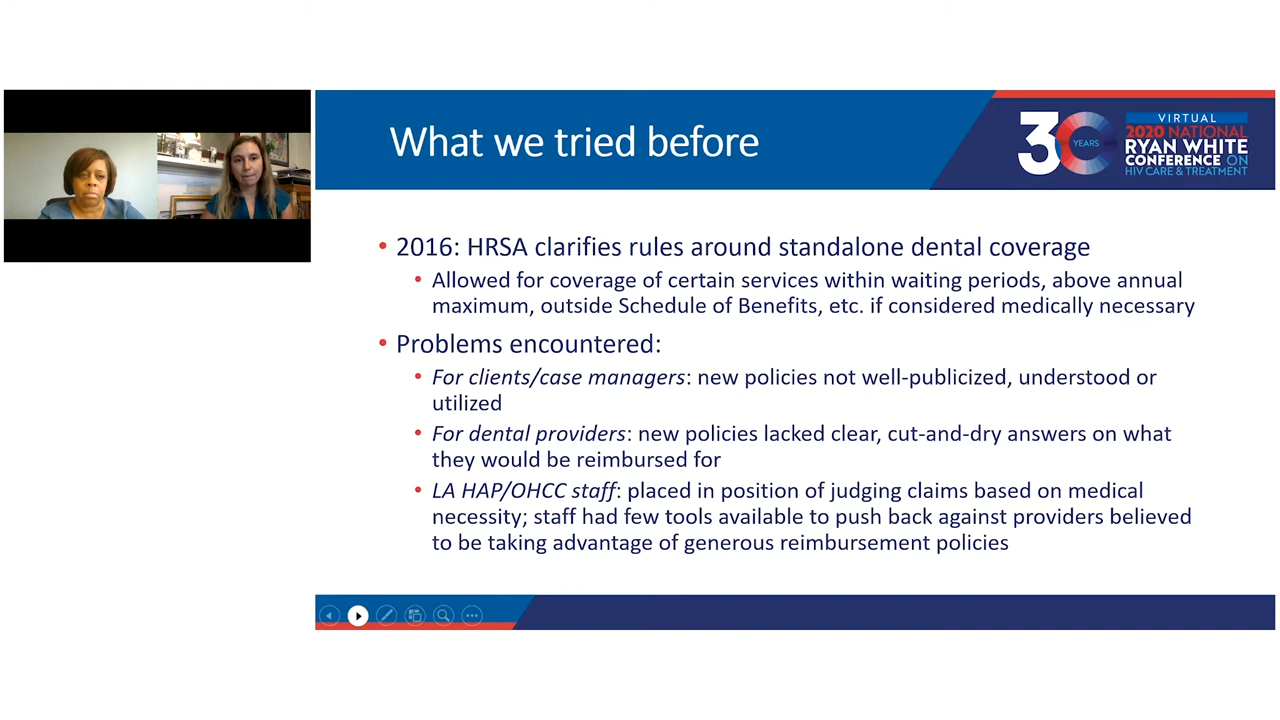 What we tried before
30
YEARS
VIRTUAL
2020 NATIONAL
RYAN WHITE
CONFERENCE ON
HIV CARE & TREATMENT
• 2016: HRSA clarifies rules around standalone dental coverage
• Allowed for coverage of certain services within waiting periods, above annual
maximum, outside Schedule of Benefits, etc. if considered medically necessary
• Problems encountered:
• For clients/case managers: new policies not well-publicized, understood or
utilized
• For dental providers: new policies lacked clear, cut-and-dry answers on what
they would be reimbursed for
• LA HAP/OHCC staff: placed in position of judging claims based on medical
necessity; staff had few tools available to push back against providers believed
to be taking advantage of generous reimbursement policies